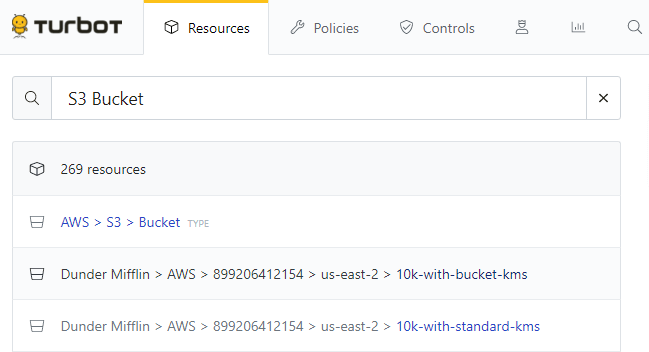 TURBOT Resources Policies Controls
S3 Bucket
269 resources
AWS > S3 > Bucket TYPE
Dunder Mifflin > AWS > 899206412154 > us-east-2 > 10k-with-bucket-kms
Dunder Mifflin > AWS > 899206412154 > us-east-2 > 10k-with-standard-kms